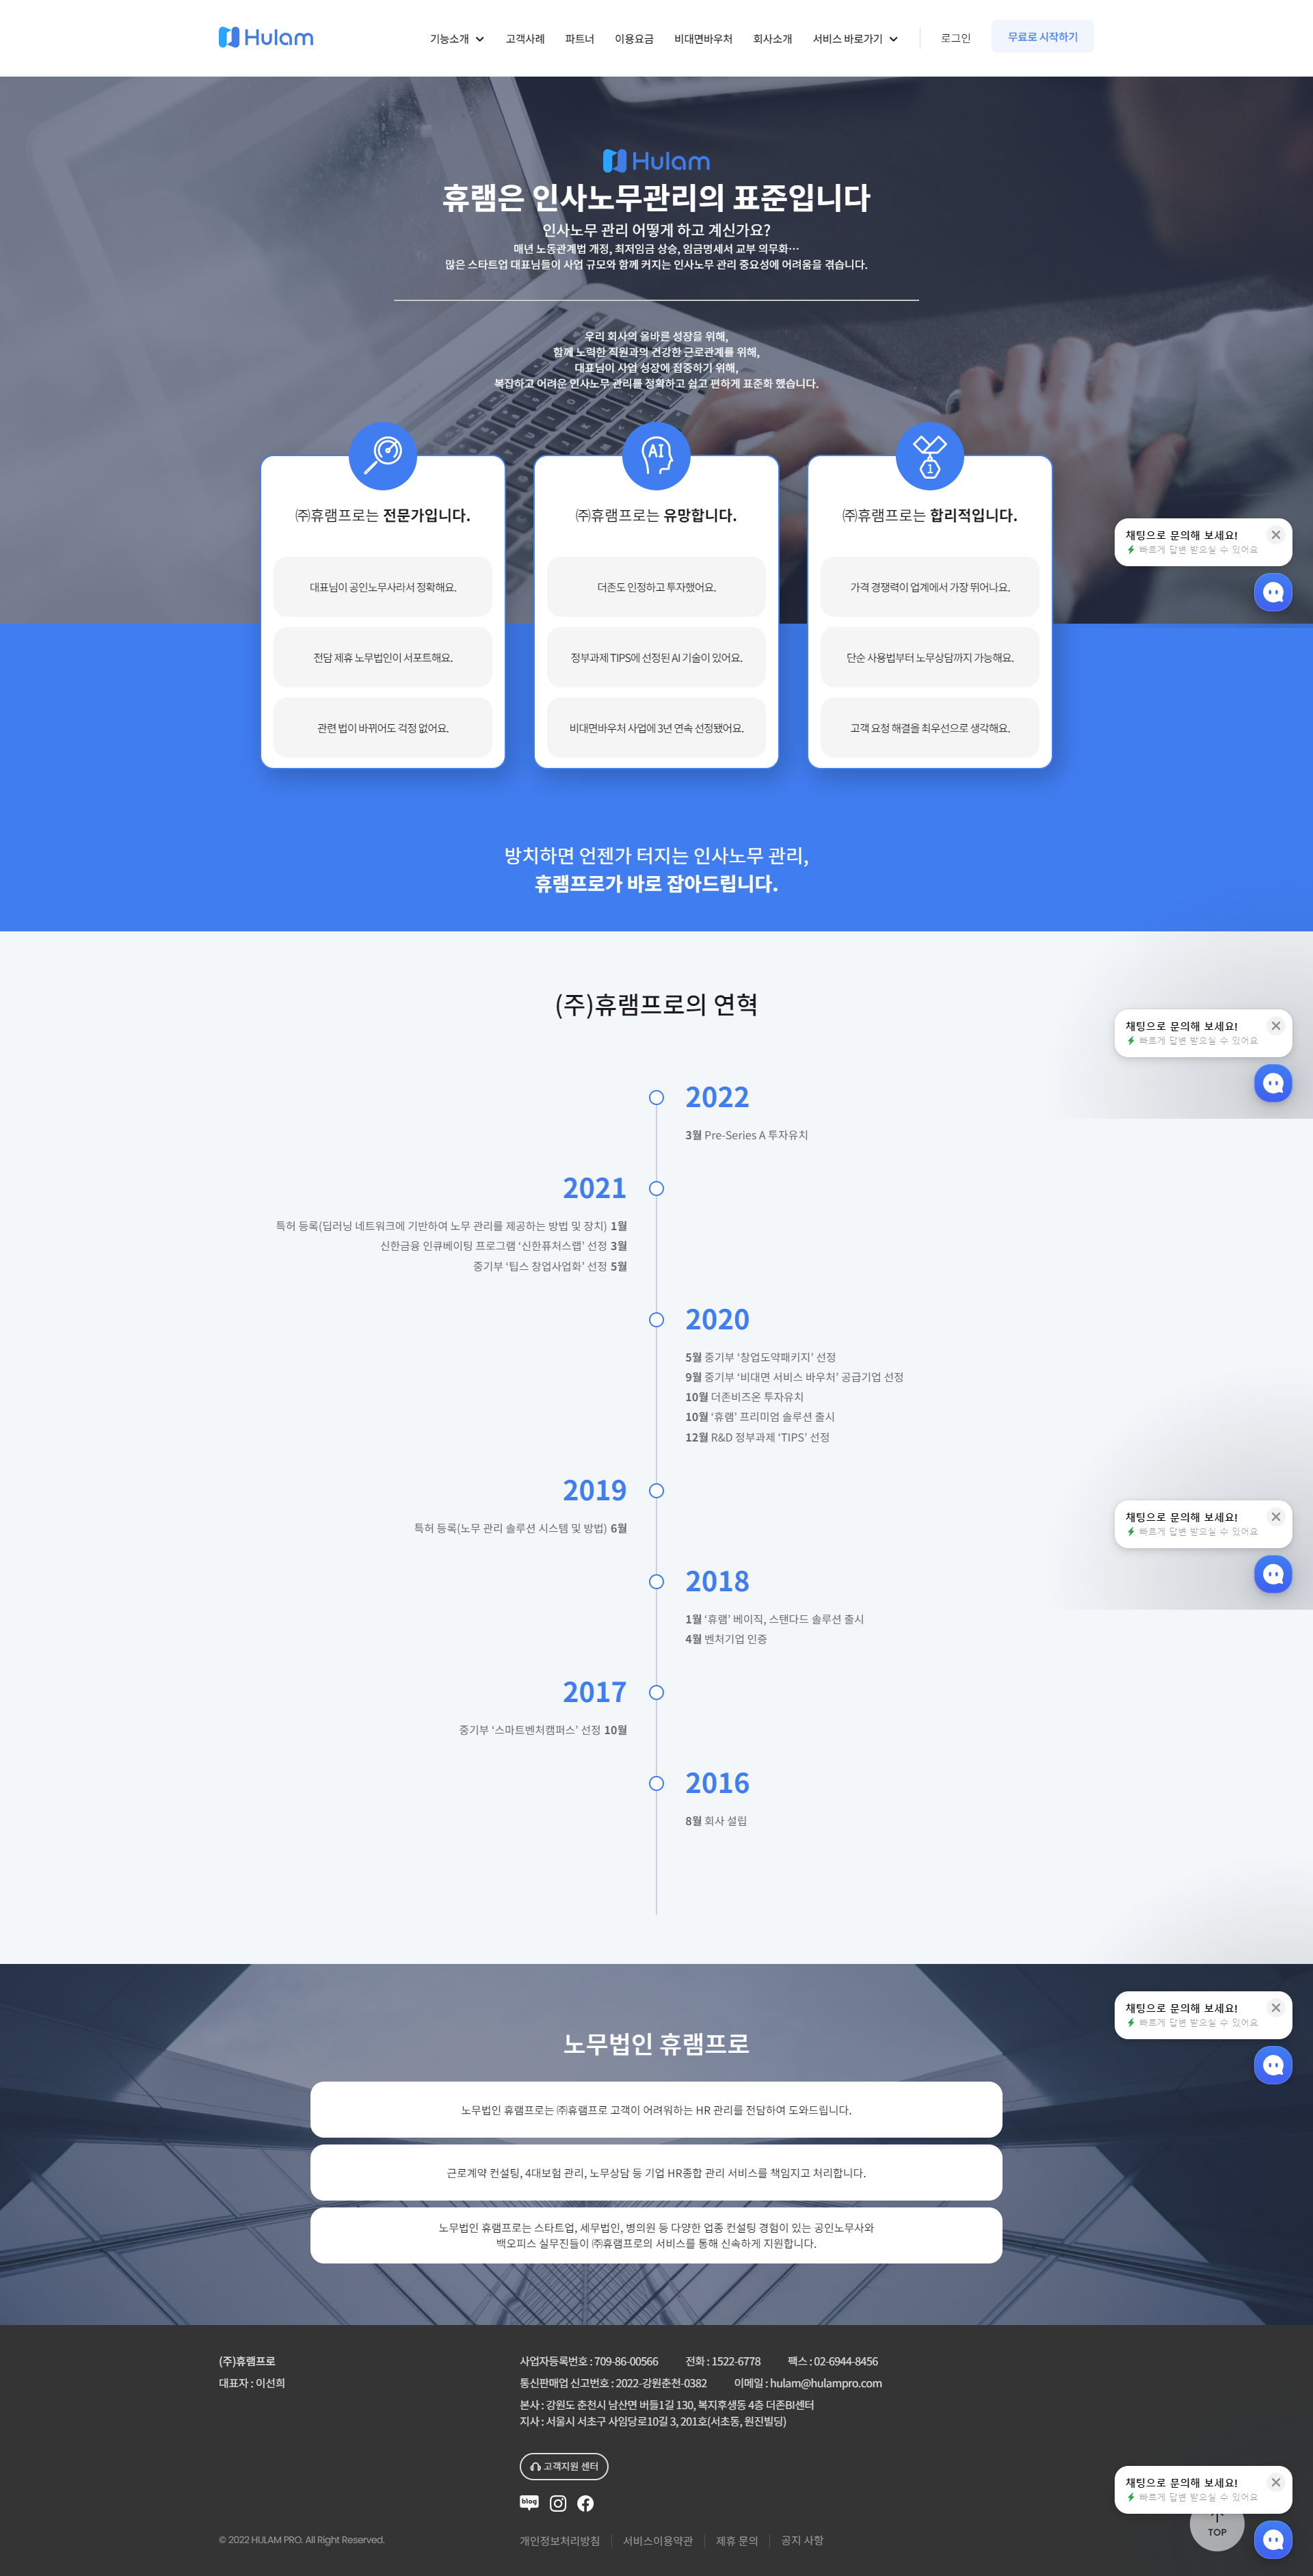 Hulam
기능소개
고객사례
파트너
이용요금
비대면바우처
회사소개
서비스 바로가기
로그인
무료로 시작하기
Hulam
휴램은 인사노무관리의 표준입니다
인사노무 관리 어떻게 하고 계신가요?
매년 노동관계법 개정, 최저임금 상승, 임금명세서 교부 의무화⋯
많은 스타트업 대표님들이 사업 규모와 함께 커지는 인사노무 관리 중요성에 어려움을 겪습니다.
우리 회사의 올바른 성장을 위해,
함께 노력한 직원과의 건강한 근로관계를 위해,
대표님이 사업 성장에 집중하기 위해,
복잡하고 어려운 인사노무 관리를 정확하고 쉽고 편하게 표준화 했습니다.
㈜휴램프로는 전문가입니다.
대표님이 공인노무사라서 정확해요.
전담 제휴 노무법인이 서포트해요.
관련 법이 바뀌어도 걱정 없어요.
AI
㈜휴램프로는 유망합니다.
더존도 인정하고 투자했어요.
정부과제 TIPS에 선정된 AI 기술이 있어요.
비대면바우처 사업에 3년 연속 선정됐어요.
1
㈜휴램프로는 합리적입니다.
가격 경쟁력이 업계에서 가장 뛰어나요.
단순 사용법부터 노무상담까지 가능해요.
고객 요청 해결을 최우선으로 생각해요.
채팅으로 문의해 보세요!
빠르게 답변 받으실 수 있어요
방치하면 언젠가 터지는 인사노무 관리,
휴램프로가 바로 잡아드립니다.
(주)휴램프로의 연혁
채팅으로 문의해 보세요!
빠르게 답변 받으실 수 있어요
2022
3월 Pre-Series A 투자유치
2021
특허 등록(딥러닝 네트워크에 기반하여 노무 관리를 제공하는 방법 및 장치) 1월
신한금융 인큐베이팅 프로그램 ‘신한퓨처스랩’ 선정 3월
중기부 ‘팁스 창업사업화’ 선정 5월
2020
5월 중기부 ‘창업도약패키지’ 선정
9월 중기부 ‘비대면 서비스 바우처’ 공급기업 선정
10월 더존비즈온 투자유치
10월 ‘휴램’ 프리미엄 솔루션 출시
12월 R&D 정부과제 ‘TIPS’ 선정
2019
특허 등록(노무 관리 솔루션 시스템 및 방법) 6월
채팅으로 문의해 보세요!
빠르게 답변 받으실 수 있어요
2018
1월 ‘휴램’ 베이직, 스탠다드 솔루션 출시
4월 벤처기업 인증
2017
중기부 ‘스마트벤처캠퍼스’ 선정 10월
2016
8월 회사 설립
채팅으로 문의해 보세요!
빠르게 답변 받으실 수 있어요
노무법인 휴램프로
노무법인 휴램프로는 ㈜휴램프로 고객이 어려워하는 HR 관리를 전담하여 도와드립니다.
근로계약 컨설팅, 4대보험 관리, 노무상담 등 기업 HR종합 관리 서비스를 책임지고 처리합니다.
노무법인 휴램프로는 스타트업, 세무법인, 병의원 등 다양한 업종 컨설팅 경험이 있는 공인노무사와
백오피스 실무진들이 ㈜휴램프로의 서비스를 통해 신속하게 지원합니다.
(주)휴램프로
대표자 : 이선희
사업자등록번호 : 709-86-00566
전화 : 1522-6778
팩스 : 02-6944-8456
통신판매업 신고번호 : 2022-강원춘천-0382
이메일 : hulam@hulampro.com
본사 : 강원도 춘천시 남산면 버들1길 130, 복지후생동 4층 더존BI센터
지사 : 서울시 서초구 사임당로10길 3, 201호(서초동, 원진빌딩)
고객지원 센터
blog
채팅으로 문의해 보세요!
빠르게 답변 받으실 수 있어요
TOP
© 2022 HULAM PRO. All Right Reserved.
개인정보처리방침
서비스이용약관
제휴 문의
공지 사항